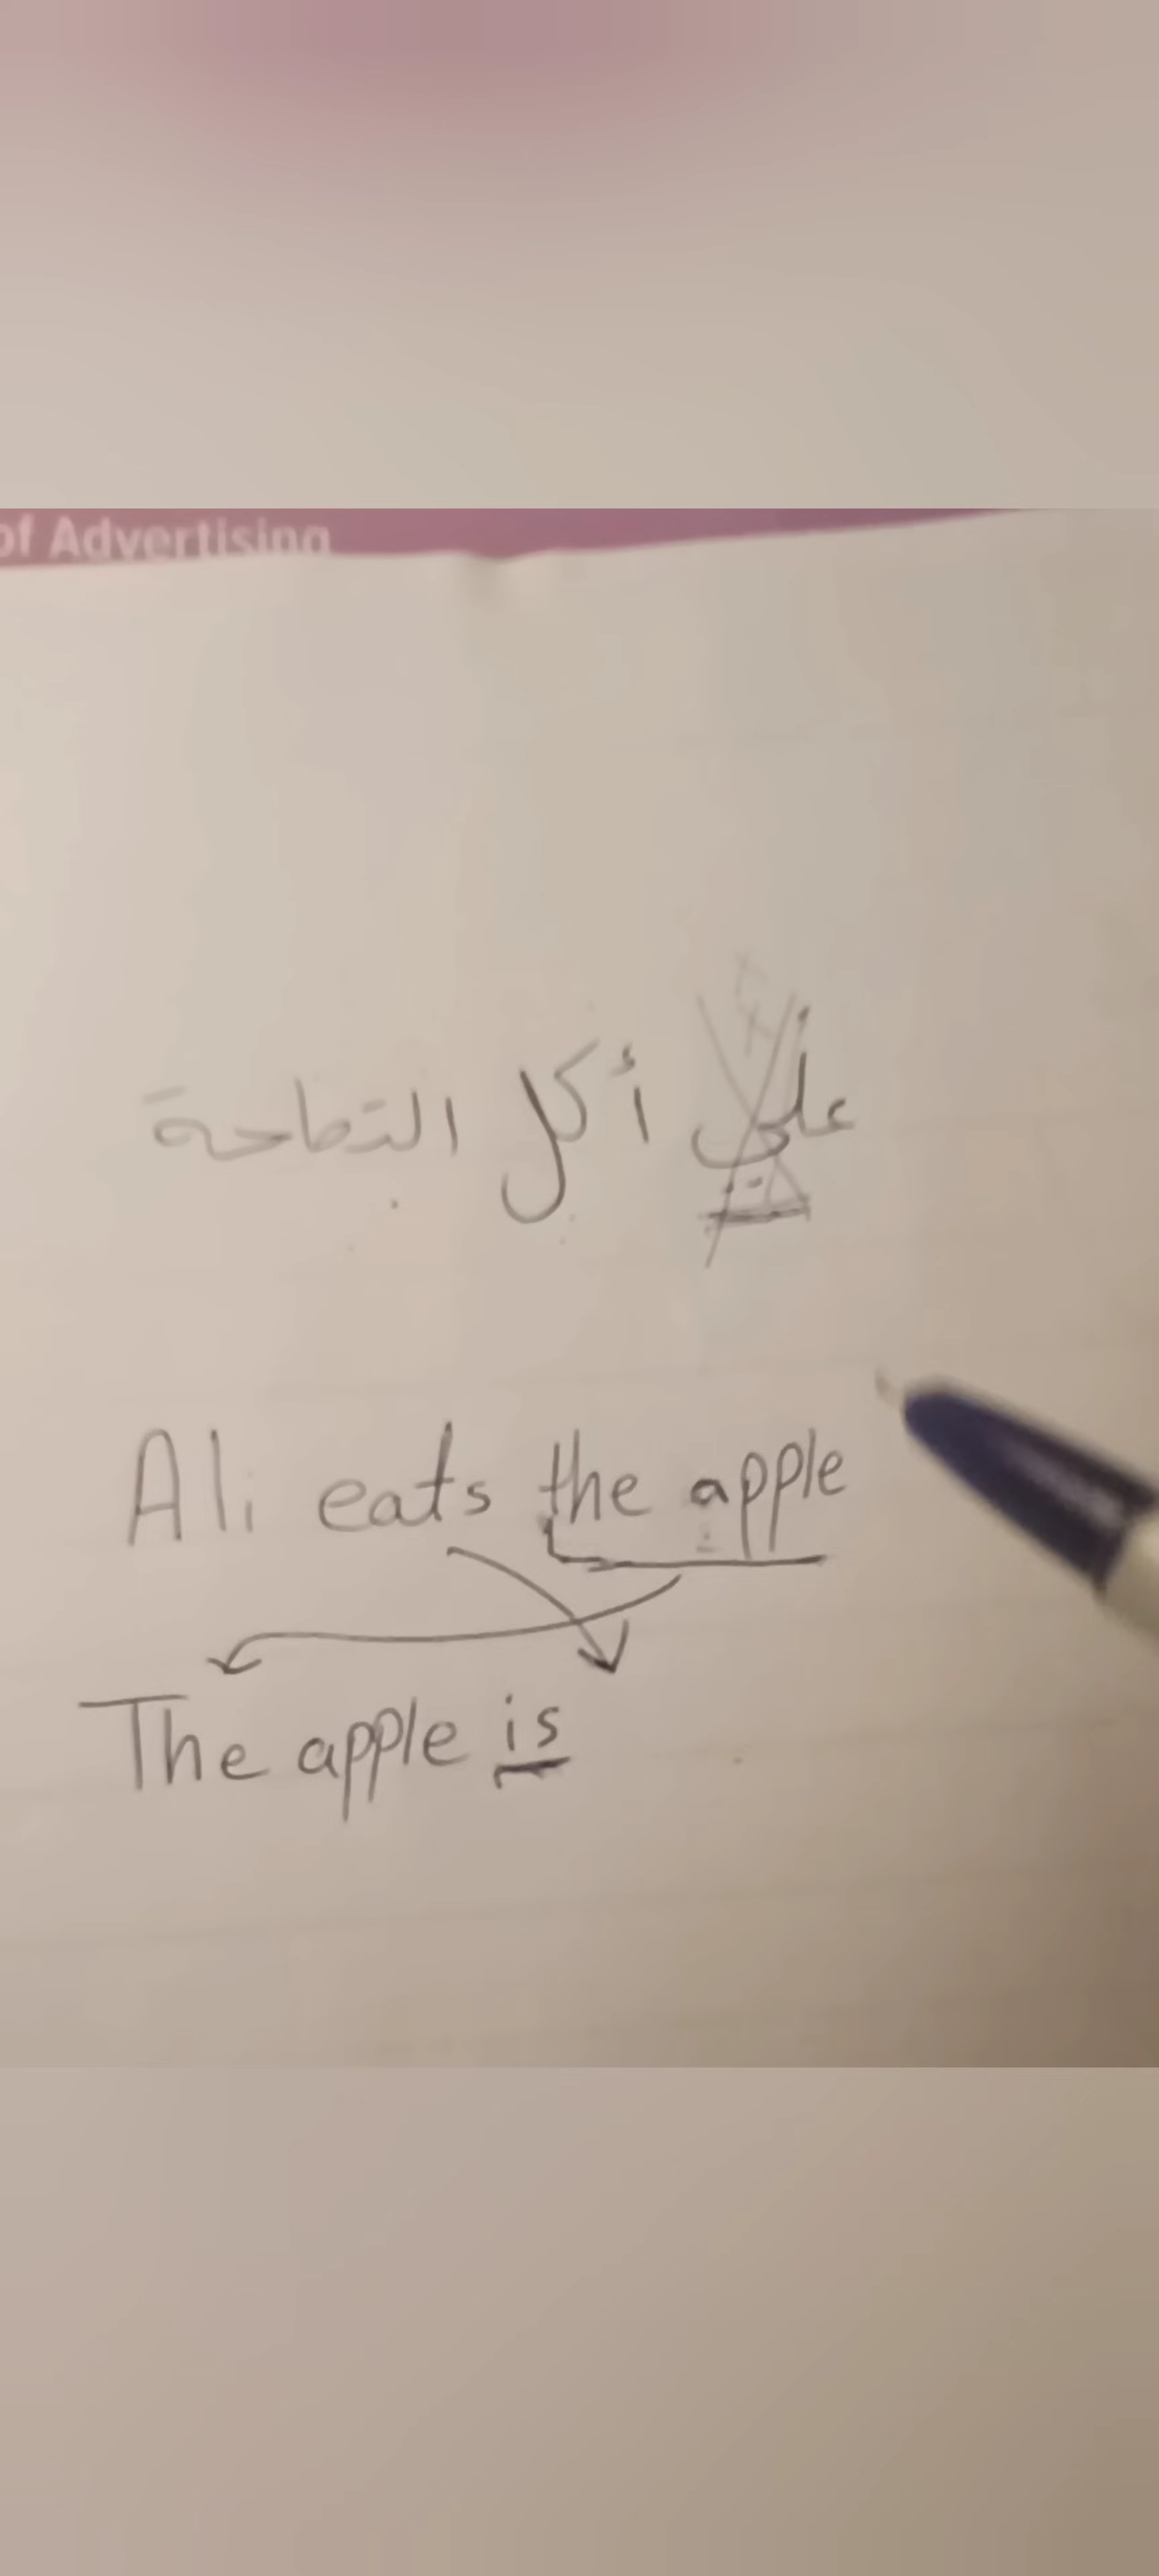 of Advertising
علي أكل التفاحة
Ali eats the apple
The apple is